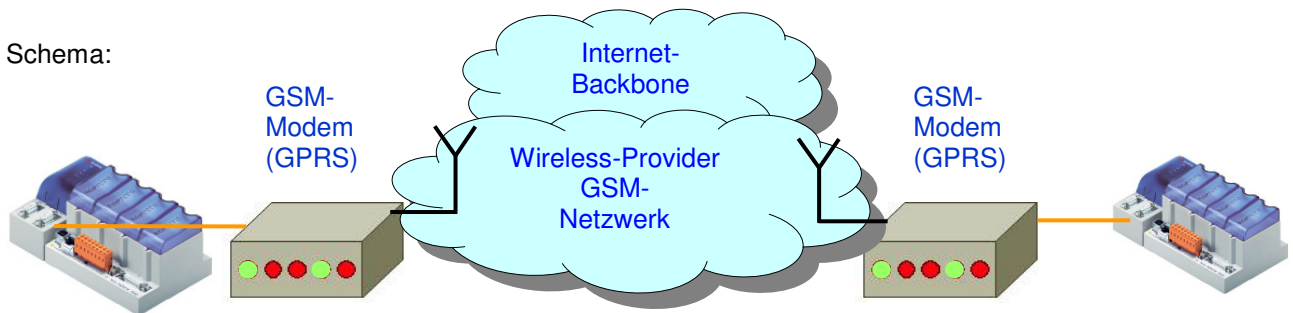 Schema:
GSM-
Modem
(GPRS)
Internet-
Backbone
Wireless-Provider
GSM-
Netzwerk
GSM-
Modem
(GPRS)